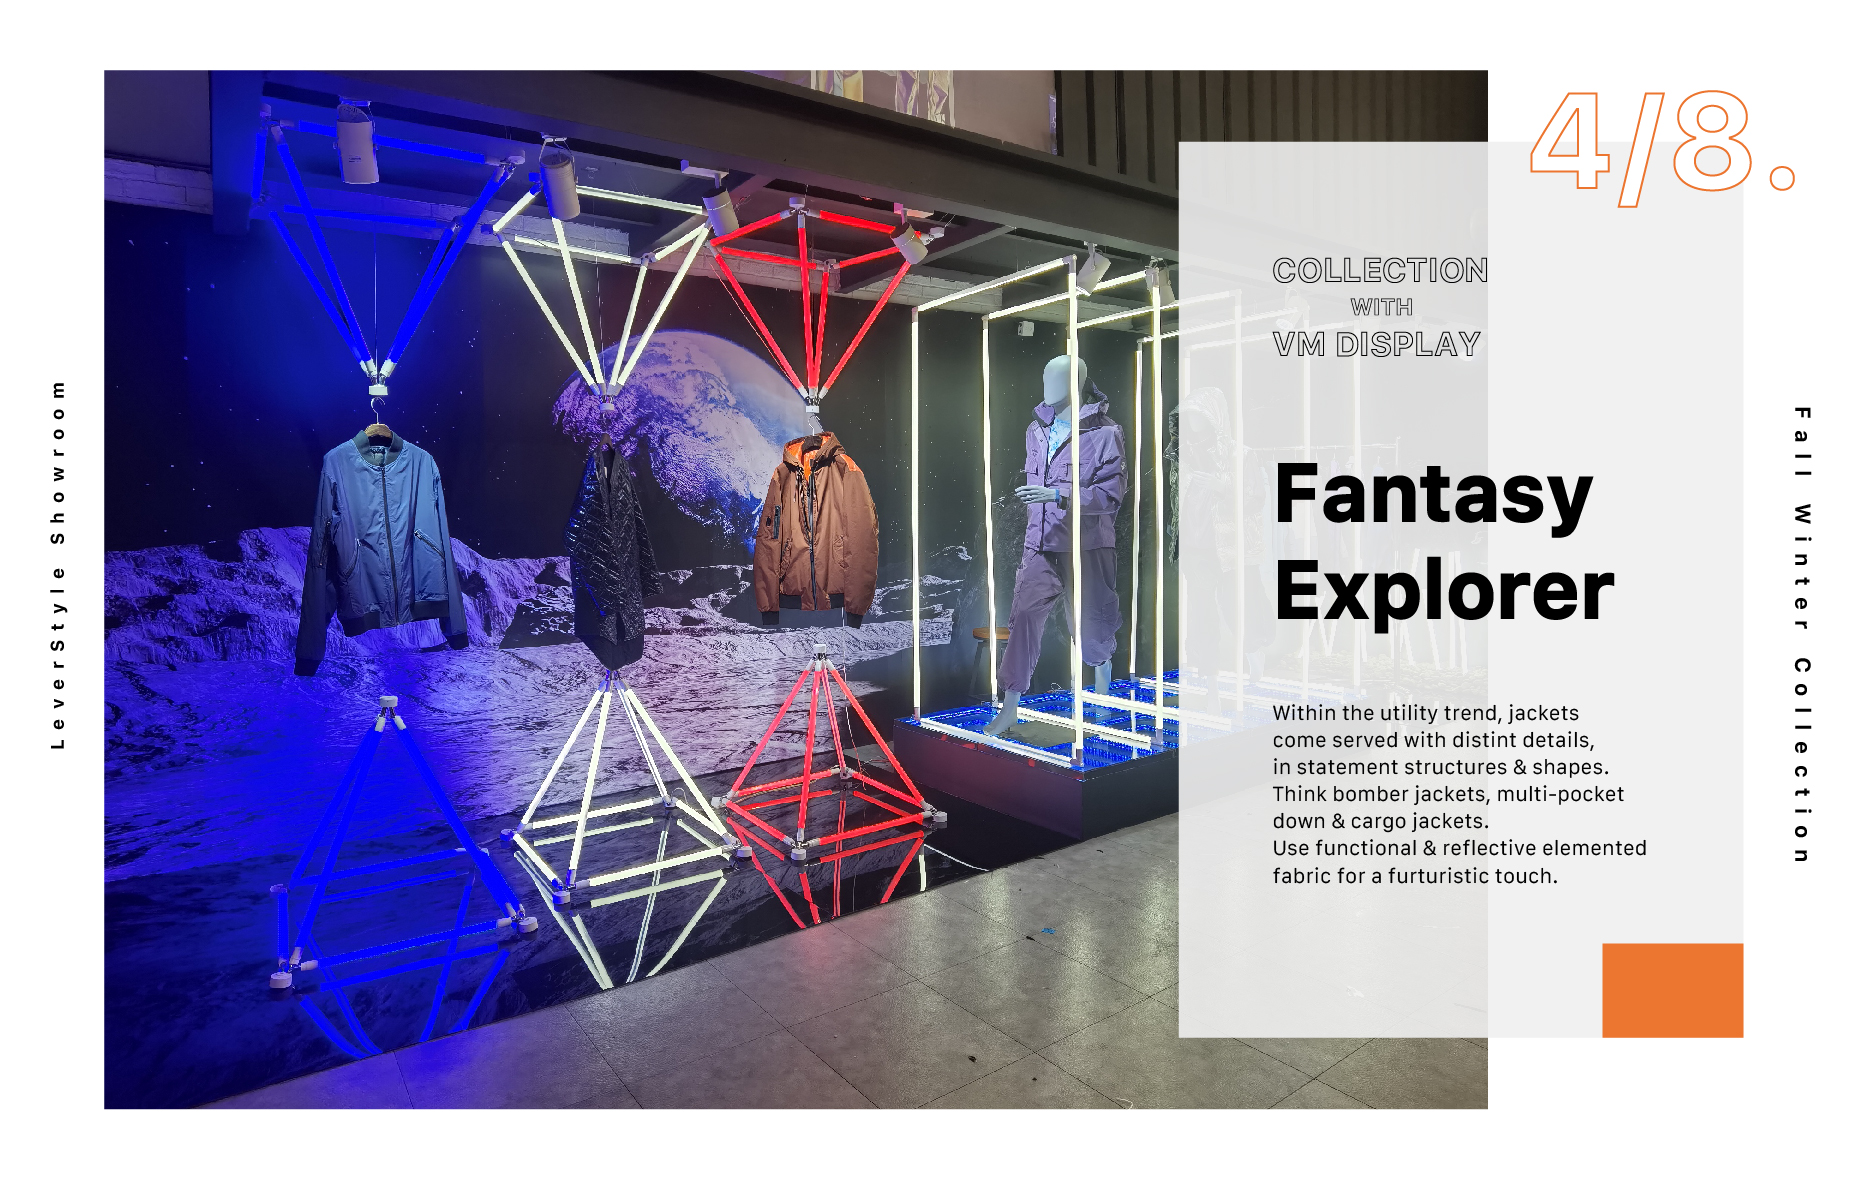 4/8.
COLLECTION
WITH
VM DISPLAY
Fantasy
Explorer
Within the utility trend, jackets
come served with distint details,
in statement structures & shapes.
Think bomber jackets, multi-pocket
down & cargo jackets.
Use functional & reflective elemented
fabric for a furturistic touch.
LeverStyle Showroom
Fall Winter Collection